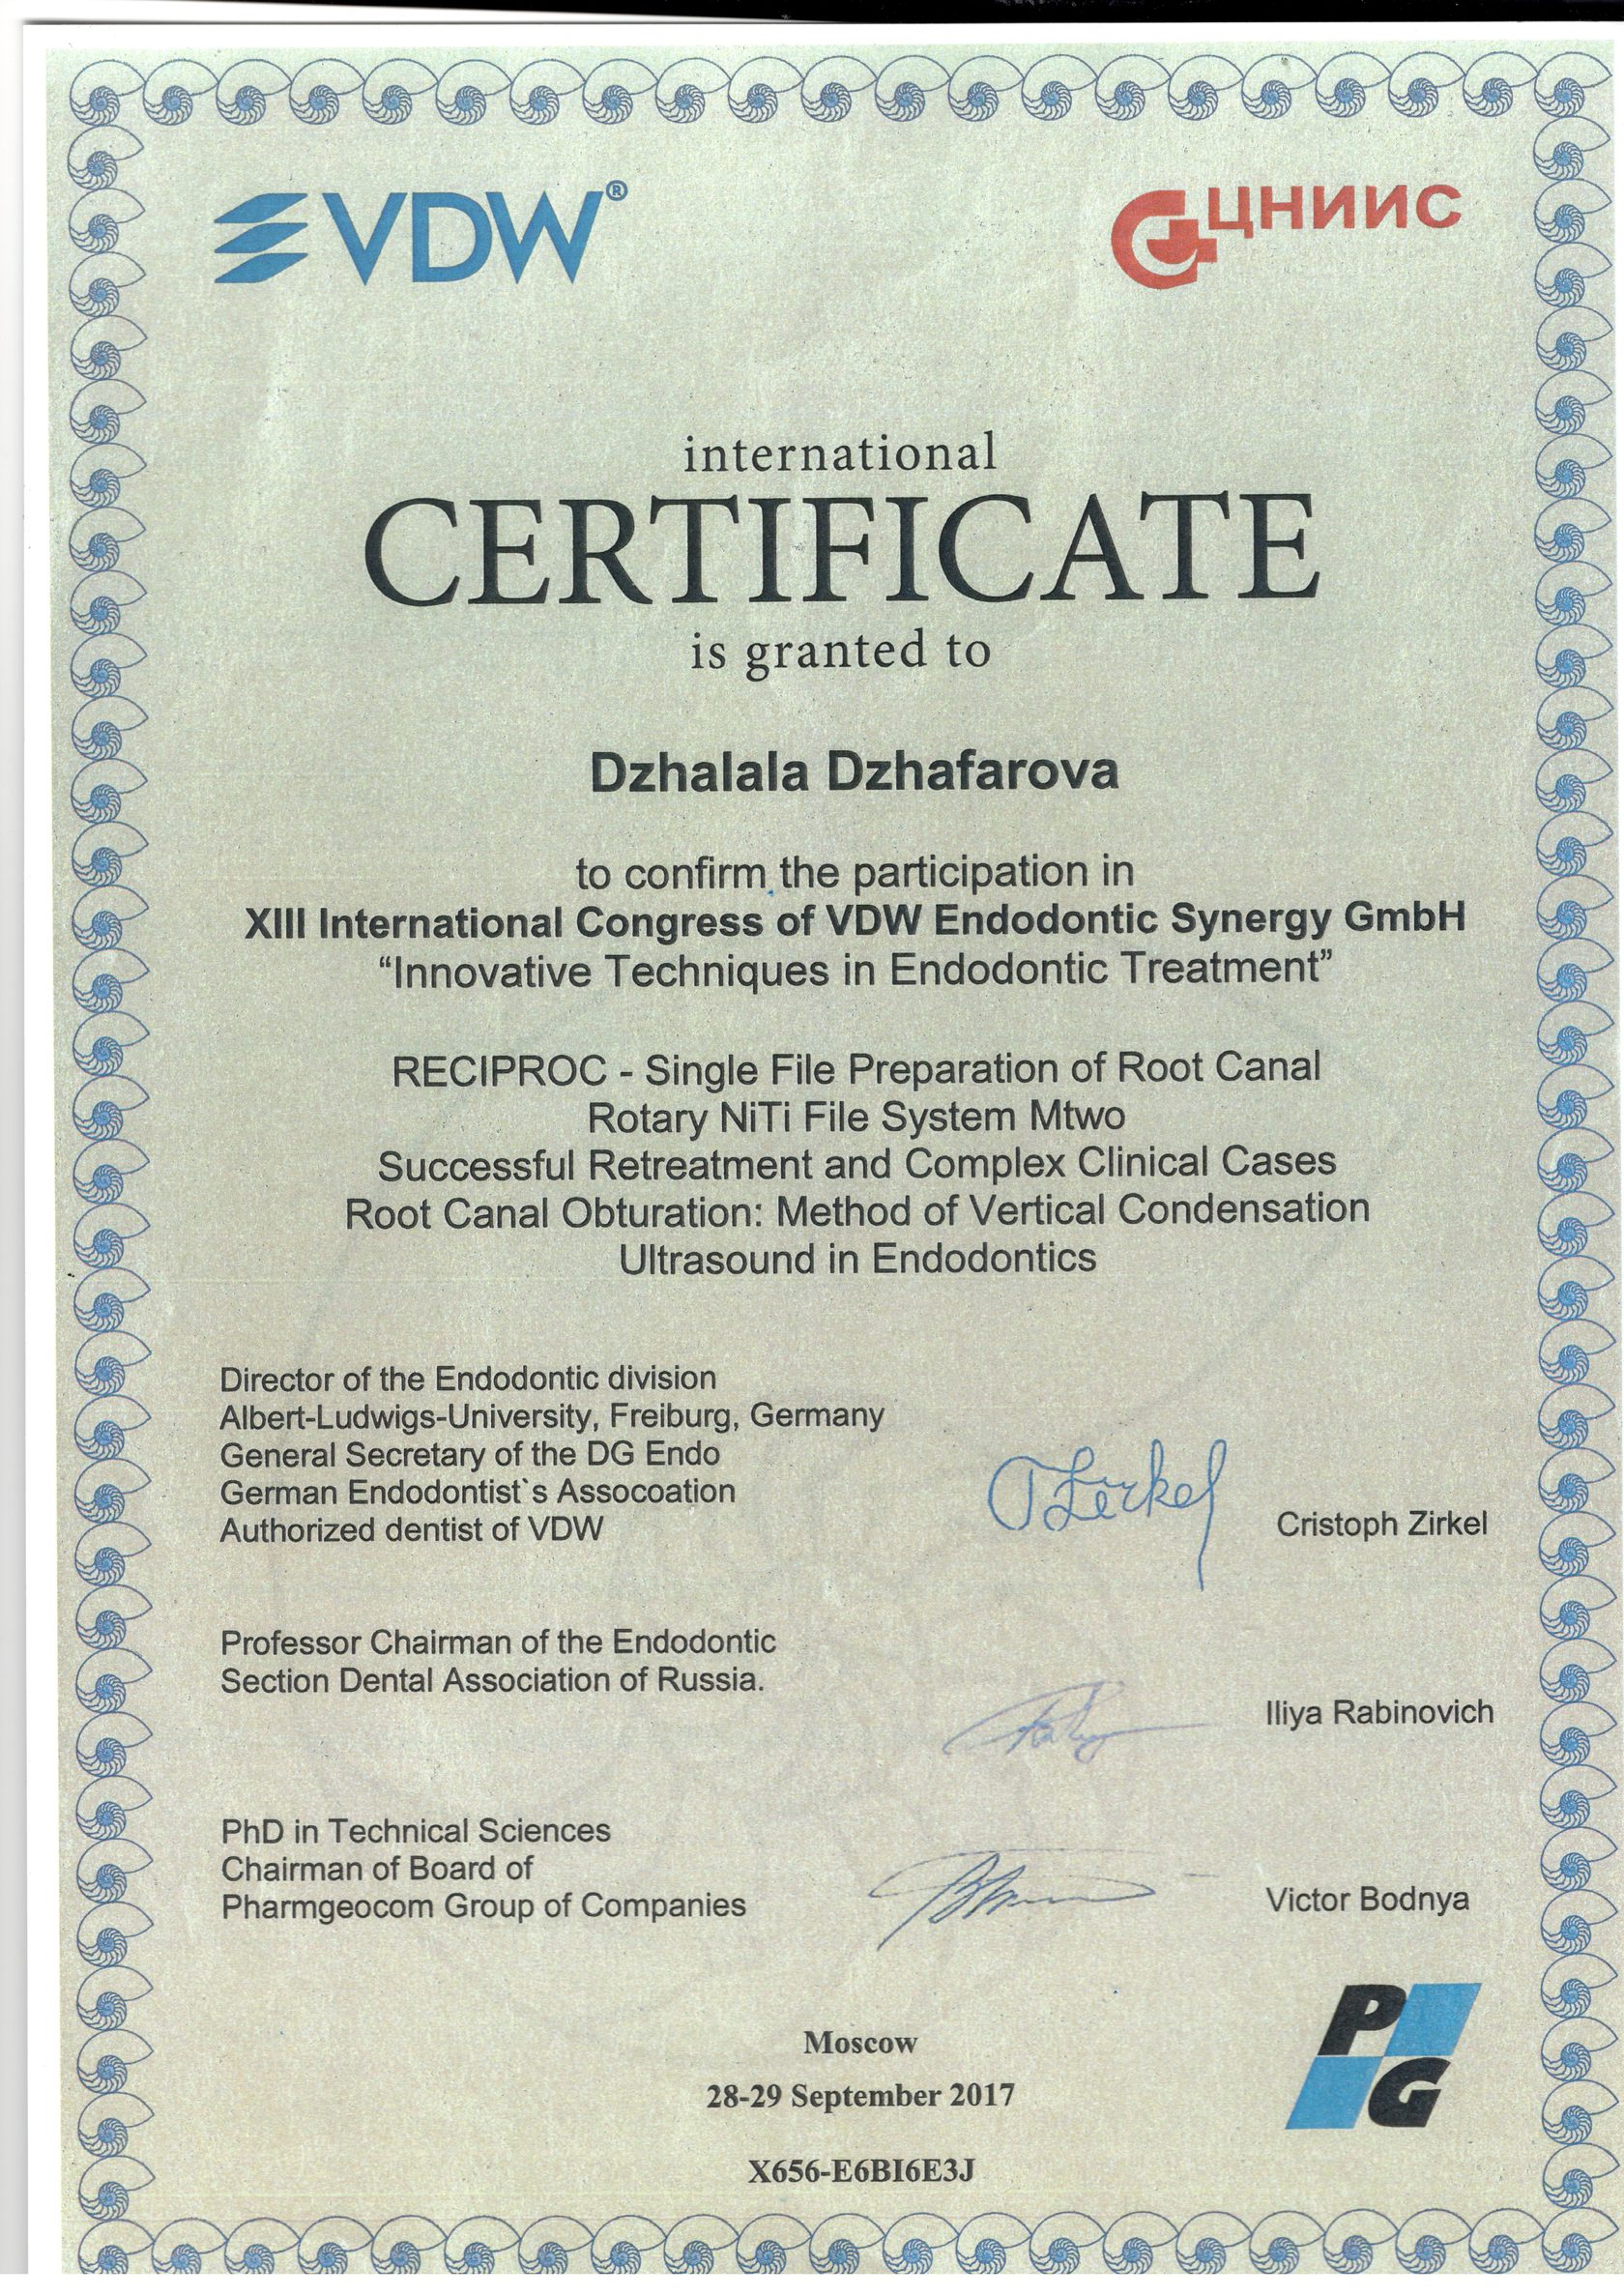 VDW®
ЦНИИС
international
CERTIFICATE
is granted to
Dzhalala Dzhafarova
to confirm the participation in
XIII International Congress of VDW Endodontic Synergy GmbH
“Innovative Techniques in Endodontic Treatment”
RECIPROC - Single File Preparation of Root Canal
Rotary NiTi File System Mtwo
Successful Retreatment and Complex Clinical Cases
Root Canal Obturation: Method of Vertical Condensation
Ultrasound in Endodontics
Director of the Endodontic division
Albert-Ludwigs-University, Freiburg, Germany
General Secretary of the DG Endo
German Endodontist`s Assocoation
Authorized dentist of VDW
Cristoph Zirkel
Professor Chairman of the Endodontic
Section Dental Association of Russia.
Iliya Rabinovich
PhD in Technical Sciences
Chairman of Board of
Pharmgeocom Group of Companies
Victor Bodnya
PG
Moscow
28-29 September 2017
X656-E6BI6E3J